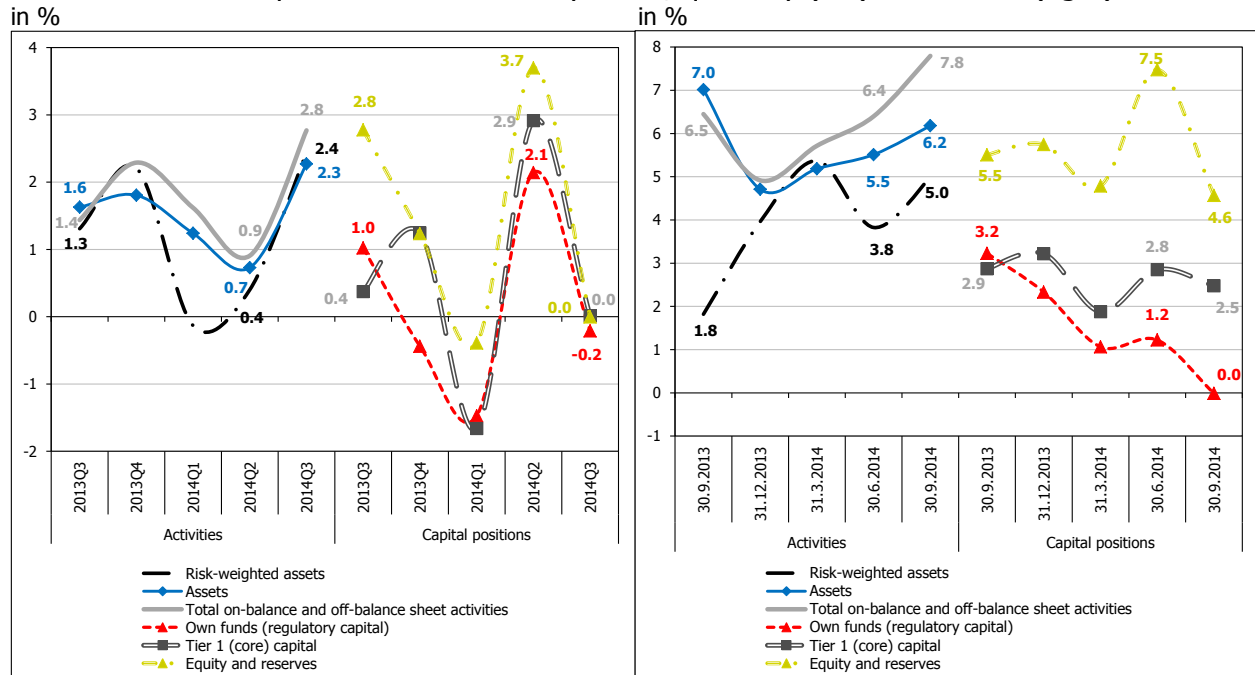 in %
4
3
2
1
0
-1
-2
1.6
1.4
1.3
0.9
0.7
0.4
2.8
2.4
2.3
2.8
1.0
0.4
3.7
2.9
2.1
0.0
0.0
-0.2
2013Q3
2013Q4
2014Q1
2014Q2
2014Q3
2013Q3
2013Q4
2014Q1
2014Q2
2014Q3
Activities
Capital positions
Risk-weighted assets
Assets
Total on-balance and off-balance sheet activities
Own funds (regulatory capital)
Tier 1 (core) capital
Equity and reserves
in %
8
7
6
5
4
3
2
1
0
-1
7.0
6.5
1.8
6.4
5.5
3.8
7.8
6.2
5.0
5.5
3.2
2.9
7.5
2.8
1.2
4.6
2.5
0.0
30.9.2013
31.12.2013
31.3.2014
30.6.2014
30.9.2014
30.9.2013
31.12.2013
31.3.2014
30.6.2014
30.9.2014
Activities
Capital positions
Risk-weighted assets
Assets
Total on-balance and off-balance sheet activities
Own funds (regulatory capital)
Tier 1 (core) capital
Equity and reserves